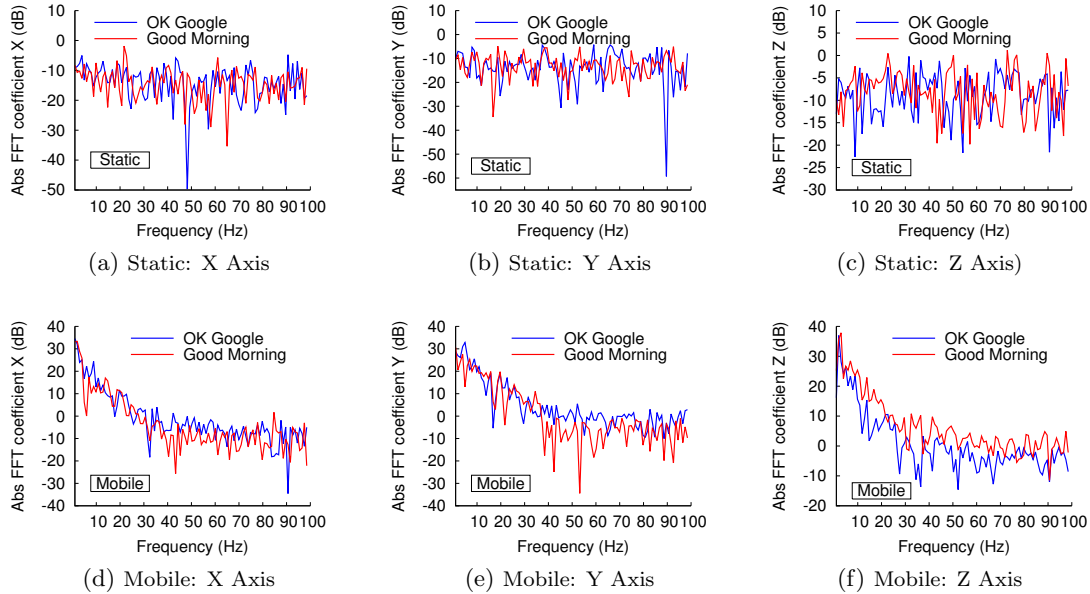 10
0
-10
-20
-30
-40
-50
Abs FFT coefficient X (dB)
OK Google
Good Morning
Static
10 20 30 40 50 60 70 80 90 100
Frequency (Hz)
(a) Static: X Axis
10
0
-10
-20
-30
-40
-50
-60
Abs FFT coefficient Y (dB)
OK Google
Good Morning
Static
10 20 30 40 50 60 70 80 90 100
Frequency (Hz)
(b) Static: Y Axis
10
5
0
-5
-10
-15
-20
-25
-30
Abs FFT coefficient Z (dB)
OK Google
Good Morning
Static
10 20 30 40 50 60 70 80 90 100
Frequency (Hz)
(c) Static: Z Axis)
40
30
20
10
0
-10
-20
-30
-40
Abs FFT coefficient X (dB)
OK Google
Good Morning
Mobile
10 20 30 40 50 60 70 80 90 100
Frequency (Hz)
(d) Mobile: X Axis
40
30
20
10
0
-10
-20
-30
-40
Abs FFT coefficient Y (dB)
OK Google
Good Morning
Mobile
10 20 30 40 50 60 70 80 90 100
Frequency (Hz)
(e) Mobile: Y Axis
40
30
20
10
0
-10
-20
Abs FFT coefficient Z (dB)
OK Google
Good Morning
Mobile
10 20 30 40 50 60 70 80 90 100
Frequency (Hz)
(f) Mobile: Z Axis